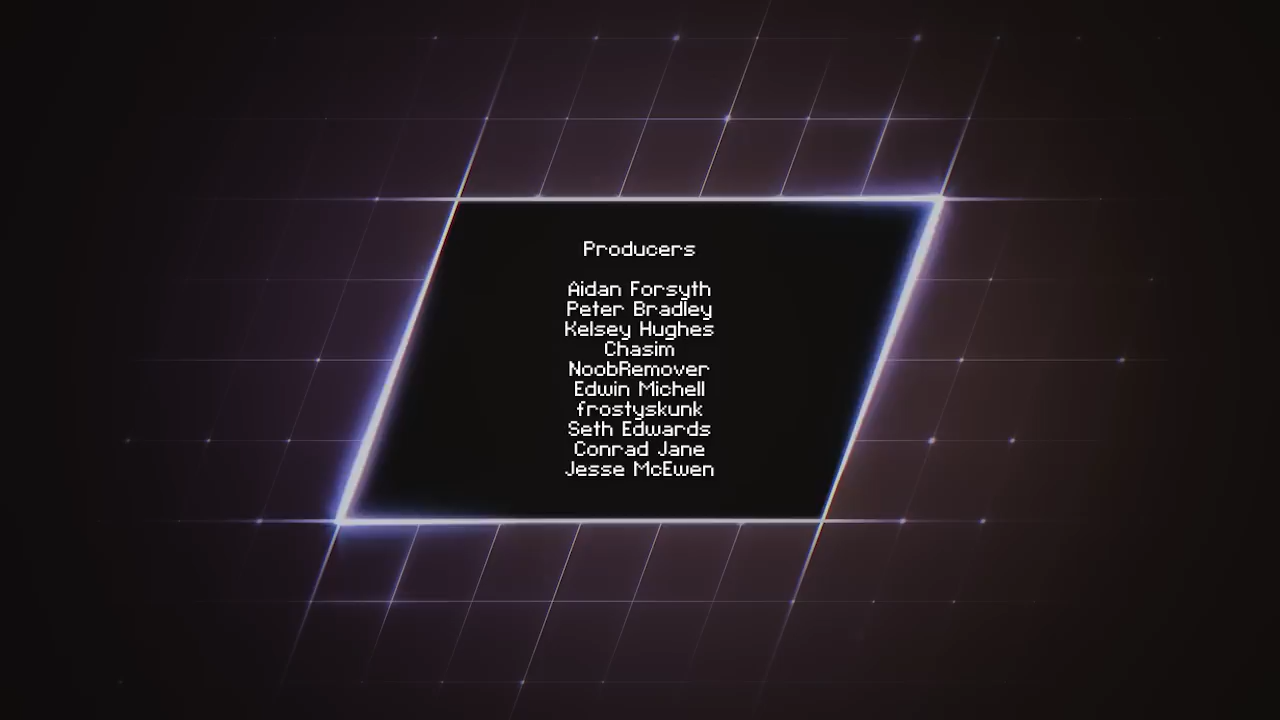 Producers
Aidan Forsyth
Peter Bradley
Kelsey Hughes
Chasim
NoobRemover
Edwin Michell
frostyskunk
Seth Edwards
Conrad Jane
Jesse McEwen